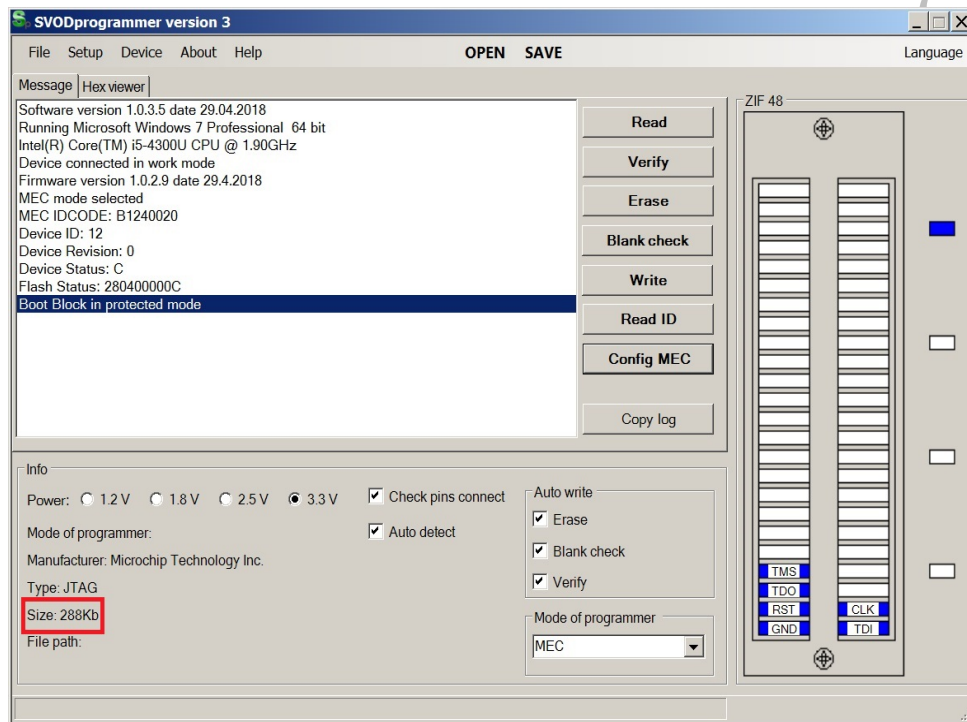 SVODprogrammer version 3
File Setup Device About Help OPEN SAVE Language
Message Hex viewer
Software version 1.0.3.5 date 29.04.2018
Running Microsoft Windows 7 Professional 64 bit
Intel(R) Core(TM) i5-4300U CPU @ 1.90GHz
Device connected in work mode
Firmware version 1.0.2.9 date 29.4.2018
MEC mode selected
MEC IDCODE: B1240020
Device ID: 12
Device Revision: 0
Device Status: C
Flash Status: 280400000C
Boot Block in protected mode
Read
Verify
Erase
Blank check
Write
Read ID
Config MEC
Copy log
ZIF 48
TMS
TDO
RST CLK
GND TDI
Info
Power: 1.2 V 1.8 V 2.5 V 3.3 V
Mode of programmer:
Manufacturer: Microchip Technology Inc.
Type: JTAG
Size: 288Kb
File path:
Check pins connect
Auto detect
Auto write
Erase
Blank check
Verify
Mode of programmer
MEC